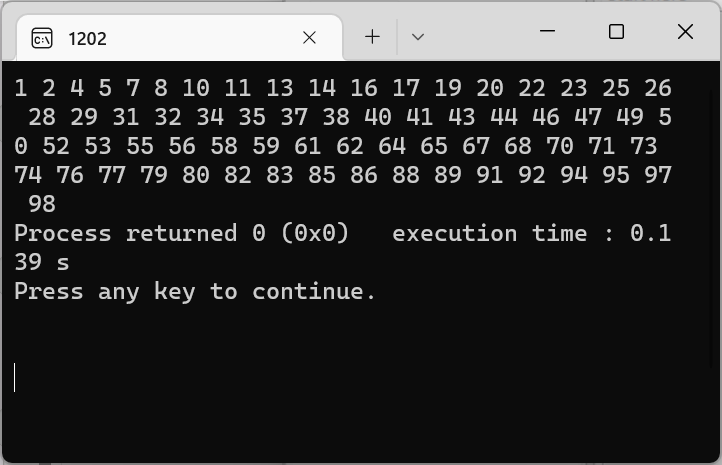 1202
1 2 4 5 7 8 10 11 13 14 16 17 19 20 22 23 25 26
28 29 31 32 34 35 37 38 40 41 43 44 46 47 49 5
0 52 53 55 56 58 59 61 62 64 65 67 68 70 71 73
74 76 77 79 80 82 83 85 86 88 89 91 92 94 95 97
98
Process returned 0 (0x0)   execution time : 0.1
39 s
Press any key to continue.